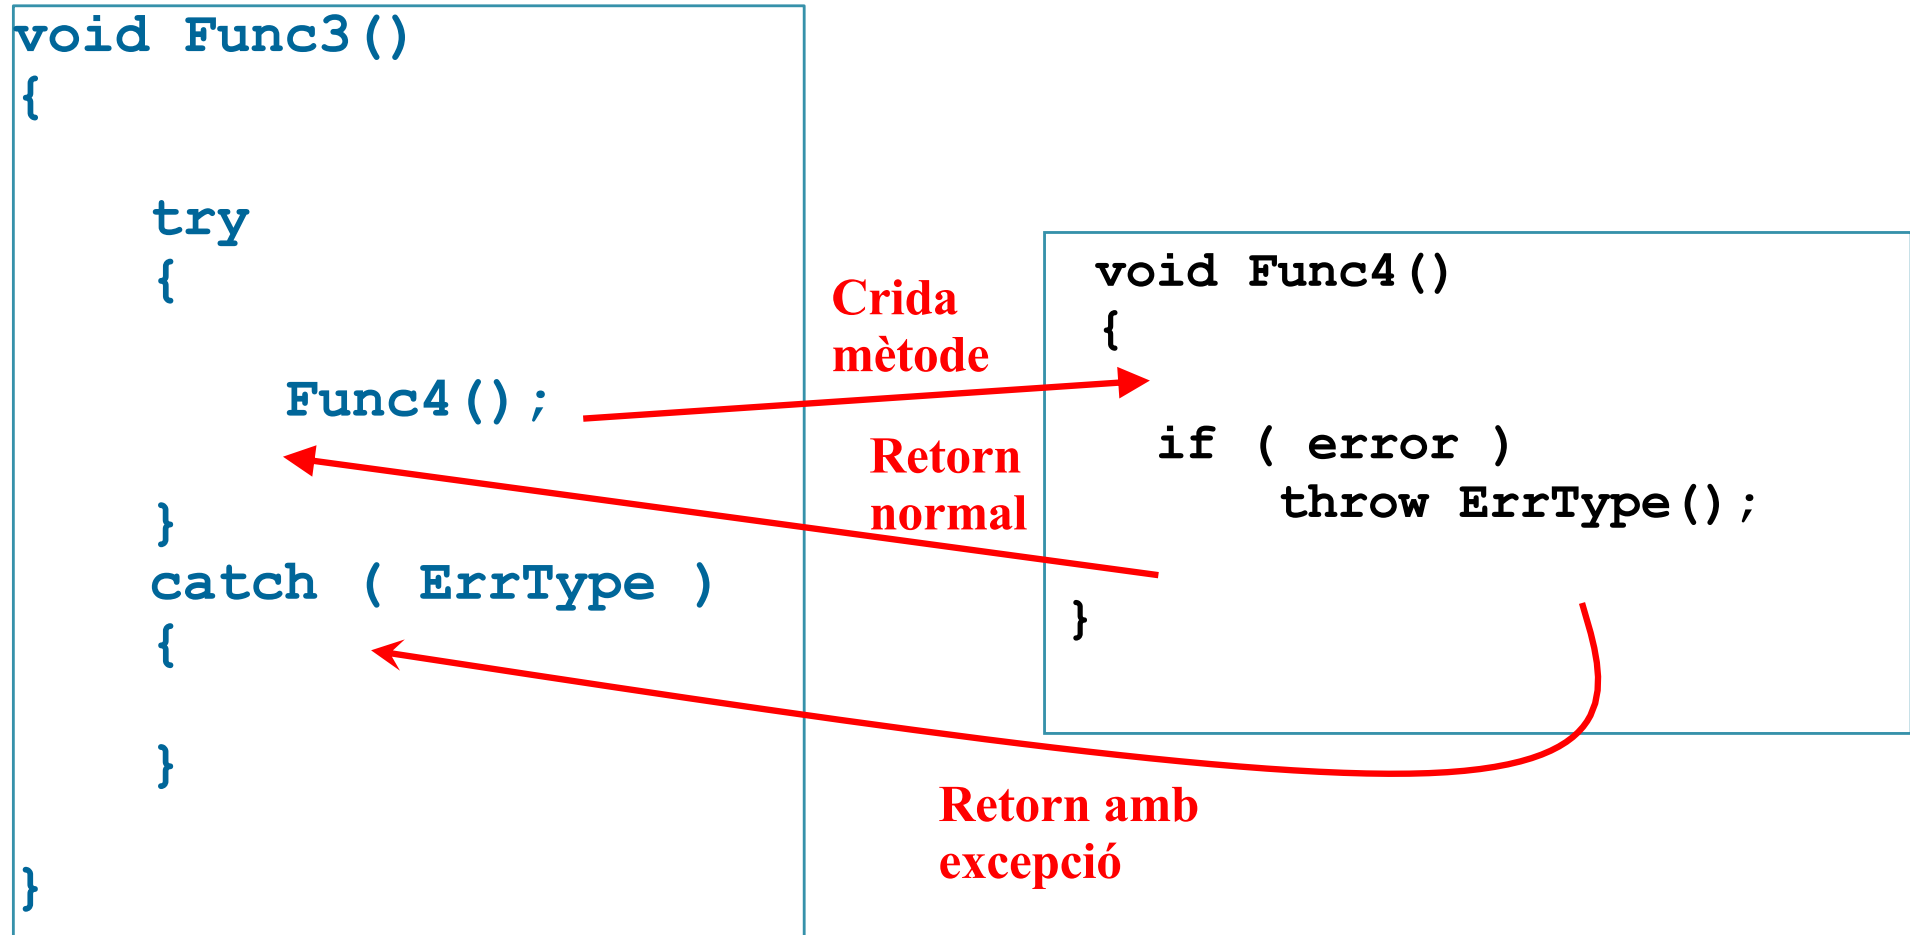 void Func3()
{
try
{
Func4();
}
catch ( ErrType )
{
}
}
Crida
mètode
Retorn
normal
Retorn amb
excepció
void Func4()
{
if ( error )
throw ErrType();
}